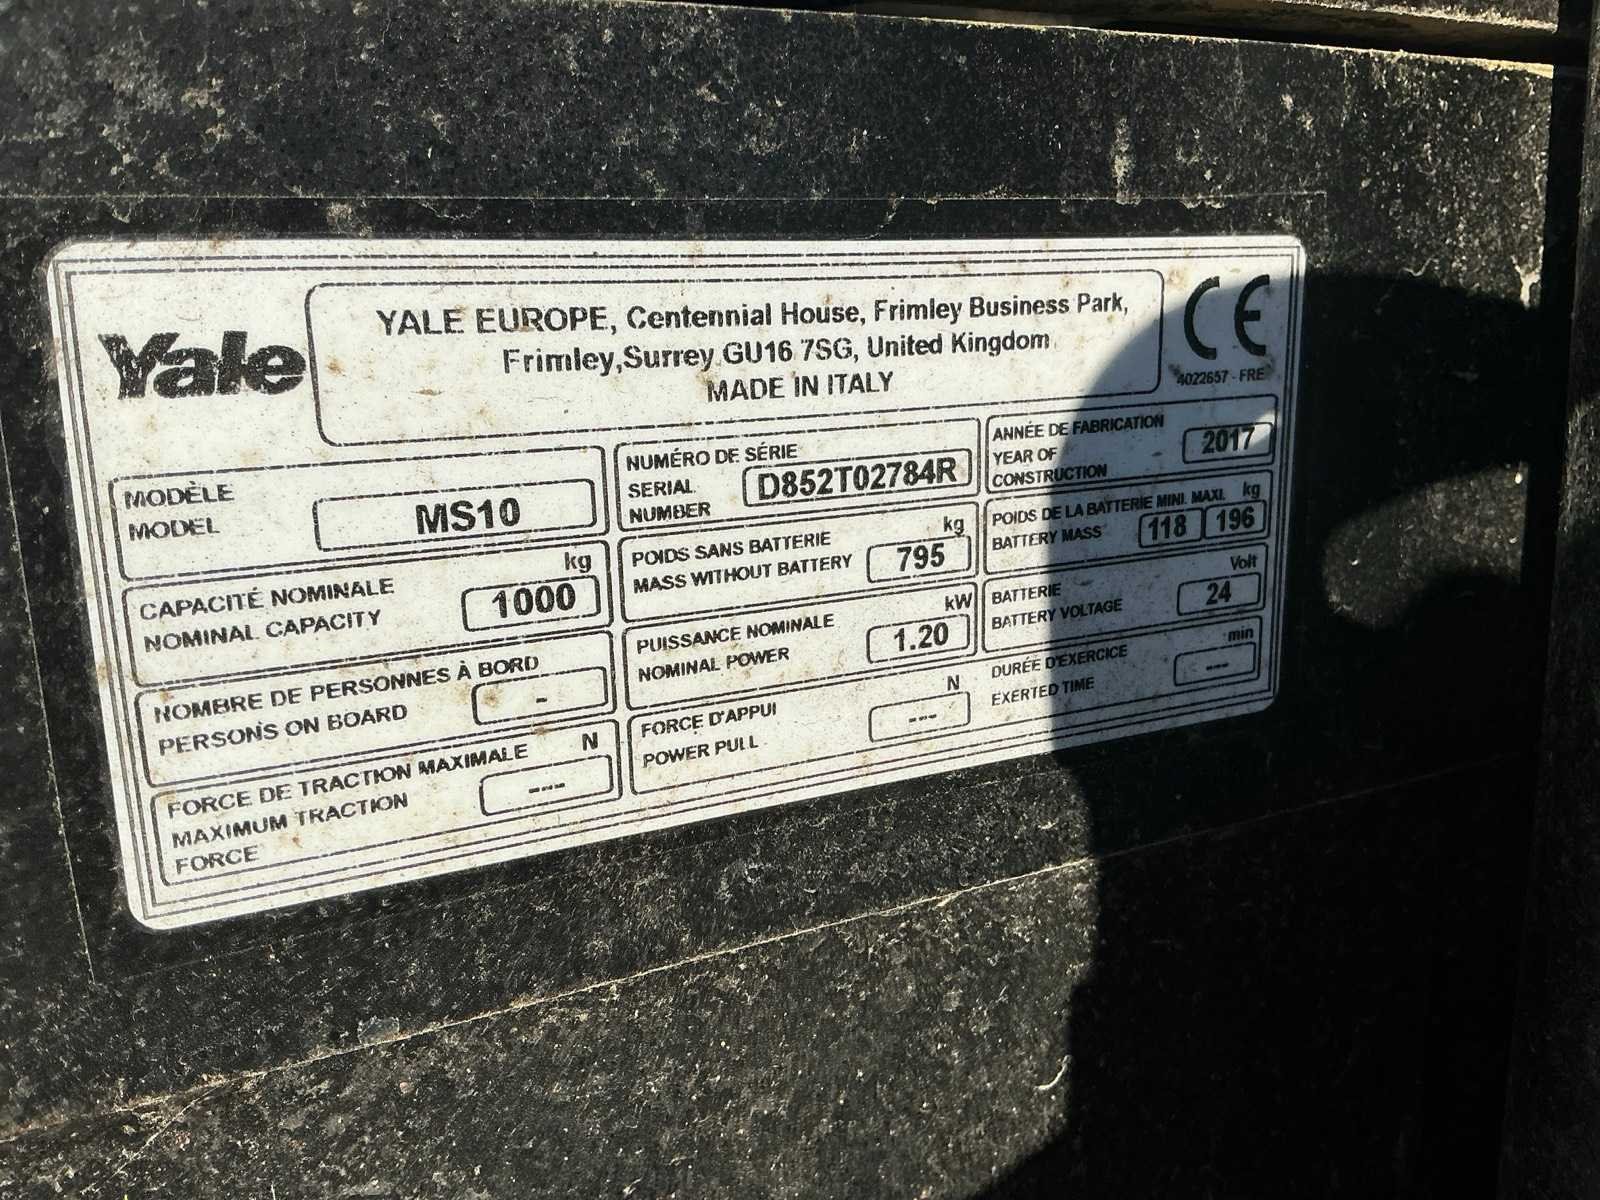 Yale
YALE EUROPE, Centennial House, Frimley Business Park,
Frimley,Surrey,GU16 7SG, United Kingdom
MADE IN ITALY
CE
4022657 - FRE
MODÈLE
MODEL
MS10
NUMÉRO DE SÉRIE
SERIAL
NUMBER
D852T02784R
ANNÉE DE FABRICATION
YEAR OF
CONSTRUCTION
2017
CAPACITÉ NOMINALE
NOMINAL CAPACITY
kg
1000
POIDS SANS BATTERIE
MASS WITHOUT BATTERY
kg
795
POIDS DE LA BATTERIE MINI. MAXI. kg
BATTERY MASS
118 196
NOMBRE DE PERSONNES À BORD
PERSONS ON BOARD
-
PUISSANCE NOMINALE
NOMINAL POWER
kW
1.20
BATTERIE
BATTERY VOLTAGE
Volt
24
FORCE DE TRACTION MAXIMALE
MAXIMUM TRACTION
FORCE
N
---
FORCE D'APPUI
POWER PULL
N
---
DURÉE D'EXERCICE
EXERTED TIME
min
---